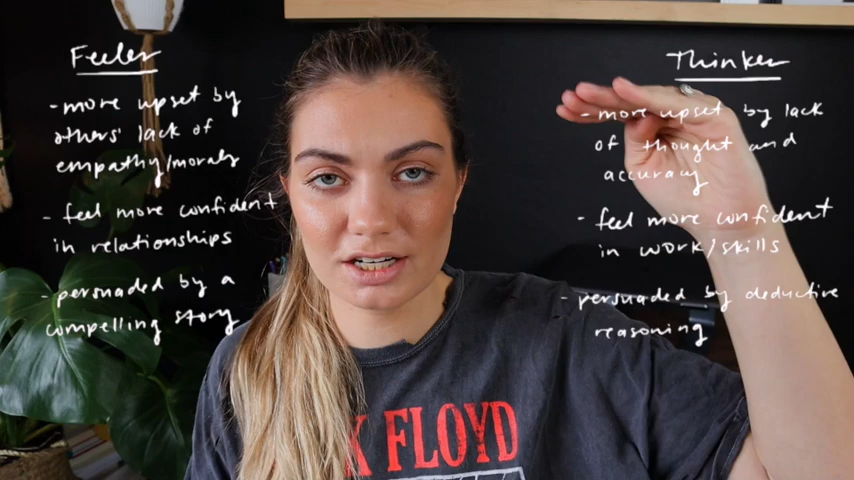 Feeler
- more upset by
others' lack of
empathy/morals
- feel more confident
in relationships
- persuaded by a
compelling story
Thinker
- more upset by lack
of thought and
accuracy
- feel more confident
in work/skills
- persuaded by deductive
reasoning
K FLOYD